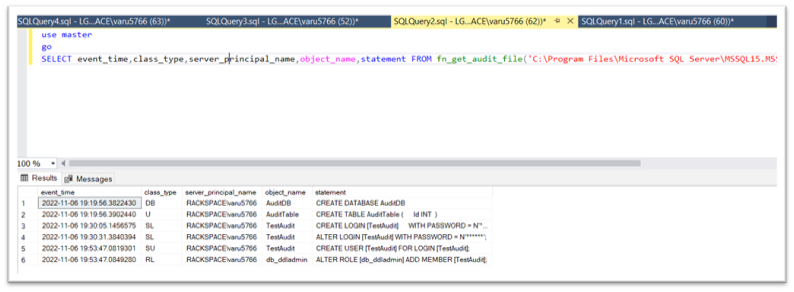 SQLQuery4.sql - LG...ACE\varu5766 (63))* SQLQuery3.sql - LG...ACE\varu5766 (52))* SQLQuery2.sql - LG...ACE\varu5766 (62))* SQLQuery1.sql - LG...ACE\varu5766 (60))*
use master
go
SELECT event_time,class_type,server_principal_name,object_name,statement FROM fn_get_audit_file('C:\Program Files\Microsoft SQL Server\MSSQL15.MSS
100 %
Results Messages
event_time class_type server_principal_name object_name statement
1 2022-11-06 19:19:56.3822430 DB RACKSPACE\varu5766 AuditDB CREATE DATABASE AuditDB
2 2022-11-06 19:19:56.3902440 U RACKSPACE\varu5766 AuditTable CREATE TABLE AuditTable ( Id INT )
3 2022-11-06 19:30:05.1456575 SL RACKSPACE\varu5766 TestAudit CREATE LOGIN [TestAudit] WITH PASSWORD = N'*...
4 2022-11-06 19:30:31.3840394 SL RACKSPACE\varu5766 TestAudit ALTER LOGIN [TestAudit] WITH PASSWORD = N'******';
5 2022-11-06 19:53:47.0819301 SU RACKSPACE\varu5766 TestAudit CREATE USER [TestAudit] FOR LOGIN [TestAudit];
6 2022-11-06 19:53:47.0849280 RL RACKSPACE\varu5766 db_ddladmin ALTER ROLE [db_ddladmin] ADD MEMBER [TestAudit];